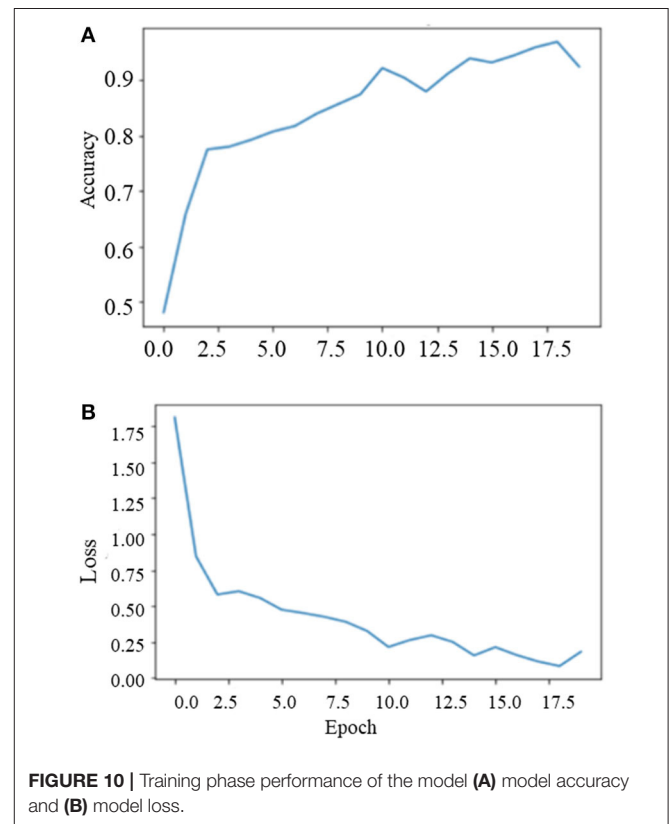 A
0.9
0.8
0.7
0.6
0.5
Accuracy
0.0 2.5 5.0 7.5 10.0 12.5 15.0 17.5
B
1.75
1.50
1.25
1.00
0.75
0.50
0.25
0.00
Loss
0.0 2.5 5.0 7.5 10.0 12.5 15.0 17.5
Epoch
FIGURE 10 | Training phase performance of the model (A) model accuracy
and (B) model loss.